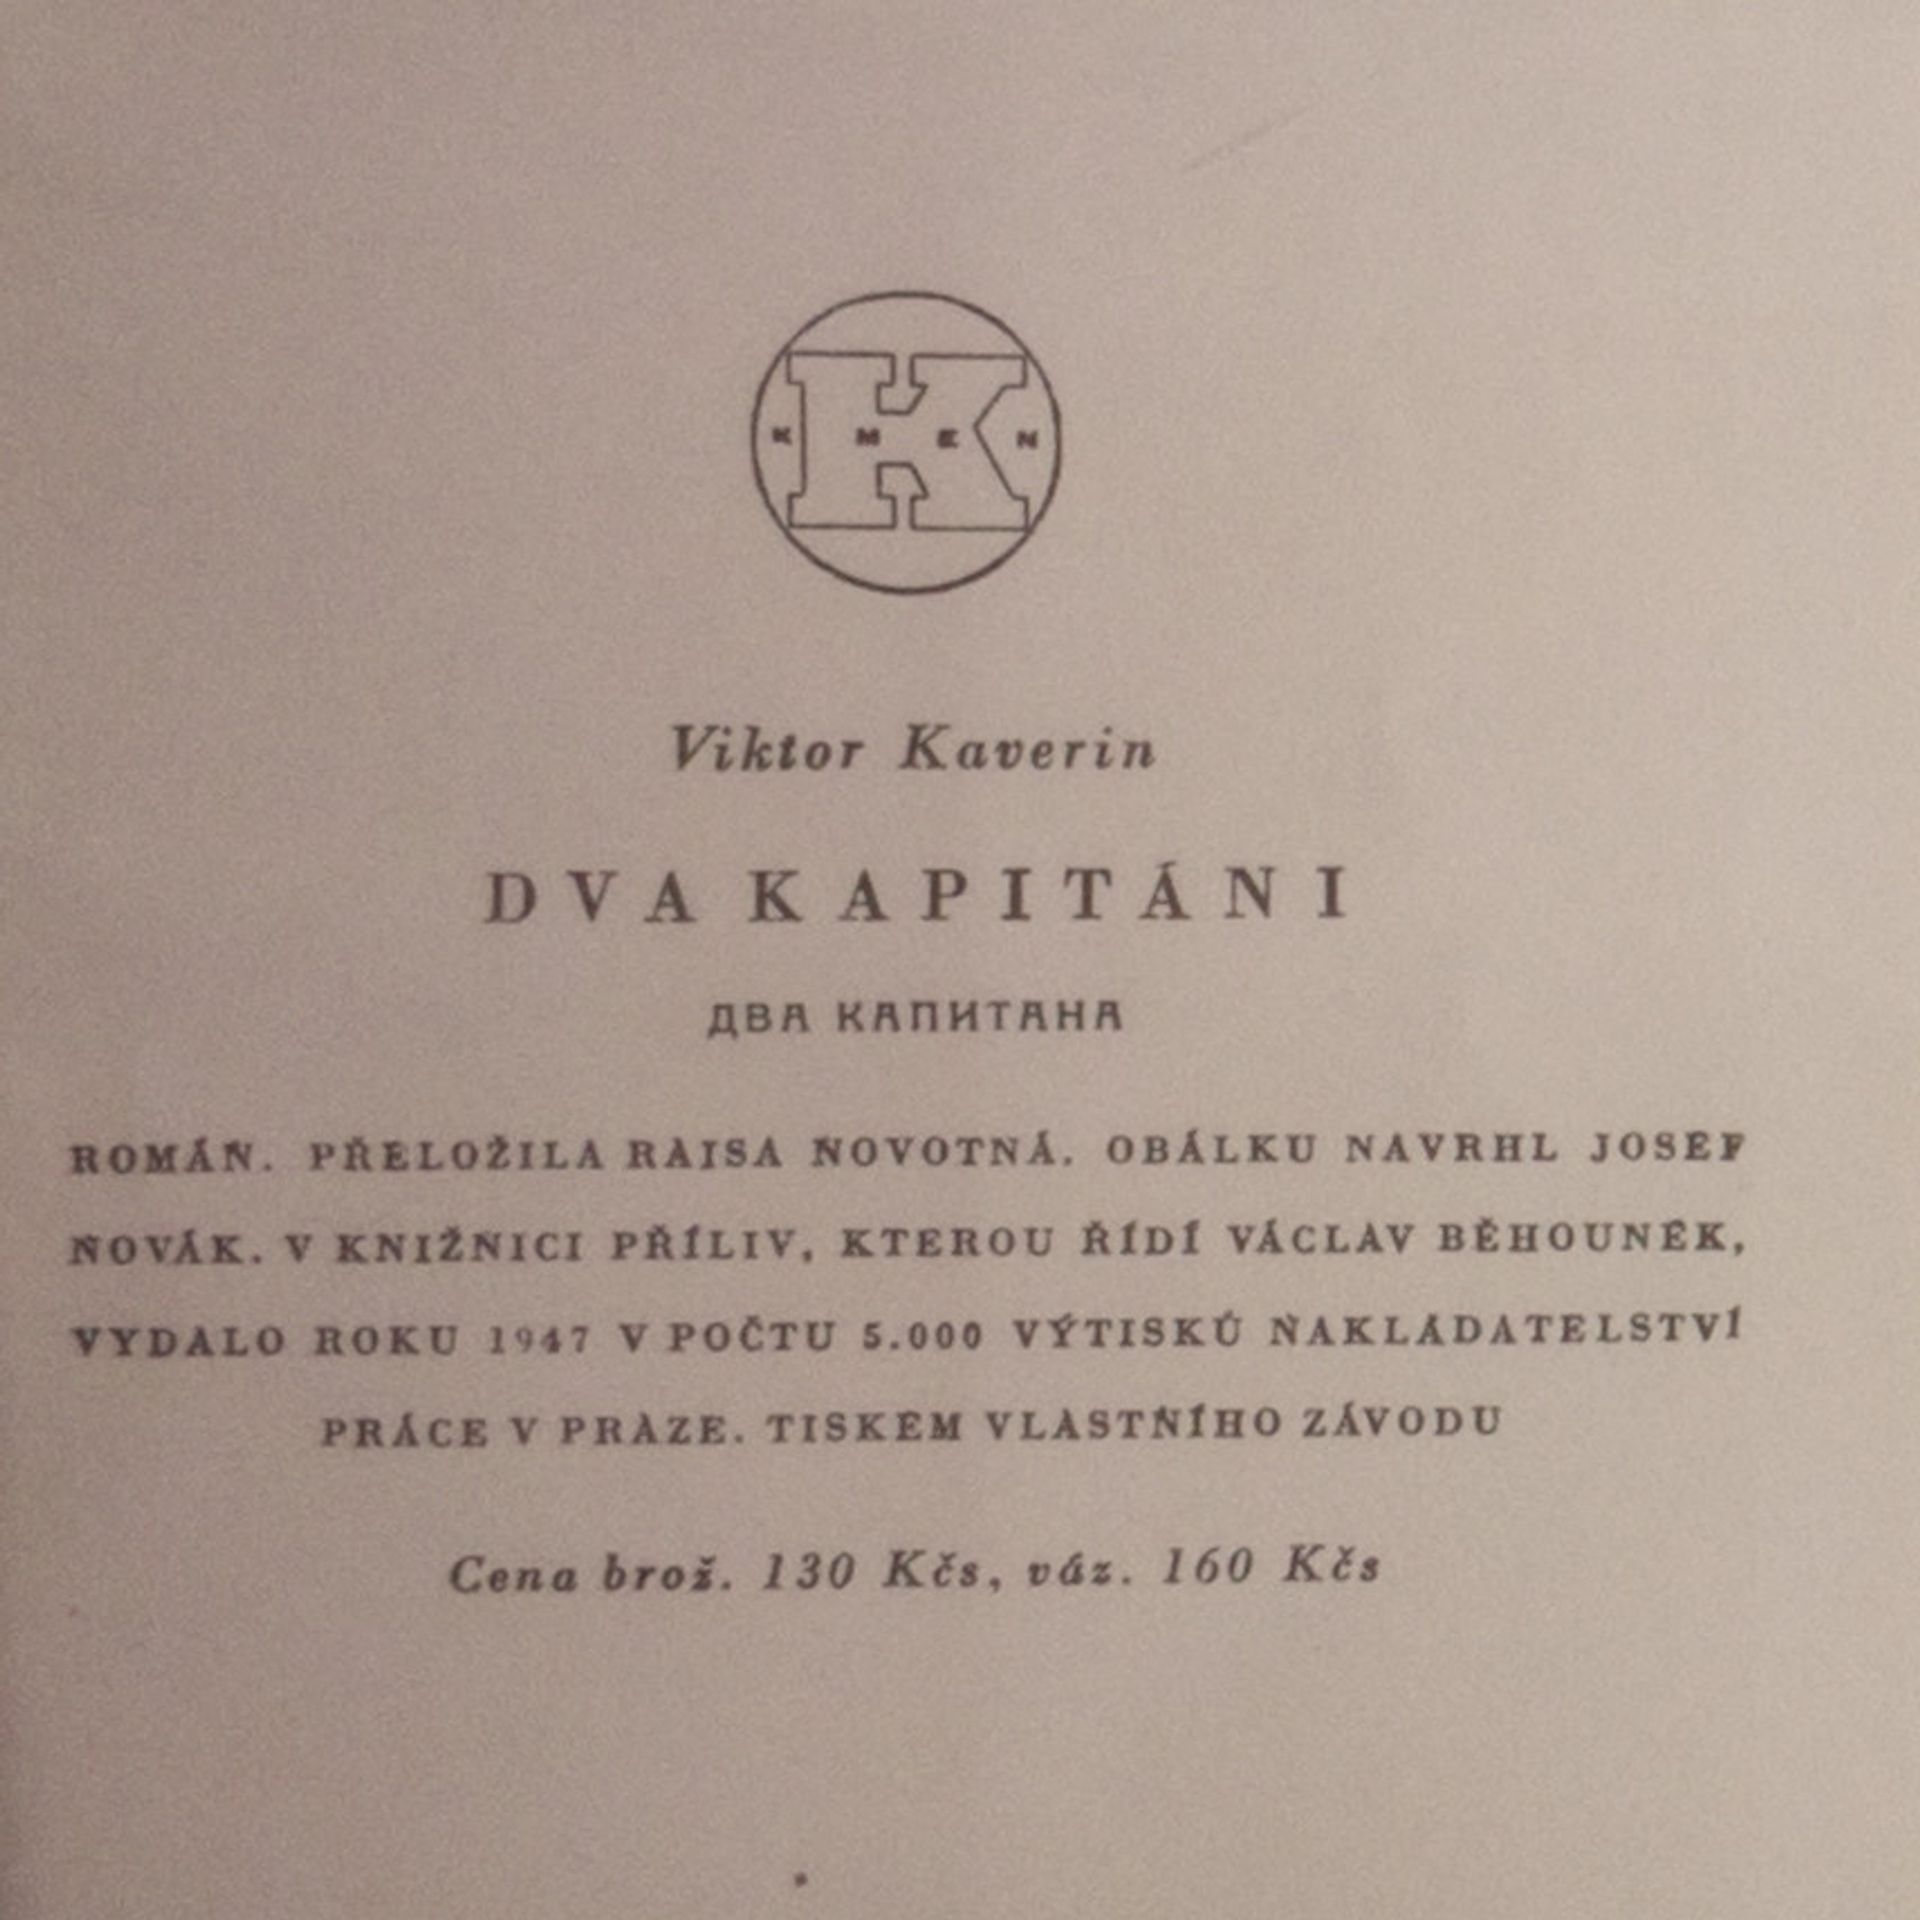 K M E N
Viktor Kaverin
DVA KAPITÁNI
ДВА КАПИТАНА
ROMÁN. PŘELOŽILA RAISA NOVOTNÁ. OBÁLKU NAVRHL JOSEF
NOVÁK. V KNIŽNICI PŘÍLIV, KTEROU ŘÍDÍ VÁCLAV BĚHOUNEK,
VYDALO ROKU 1947 V POČTU 5.000 VÝTISKŮ NAKLADATELSTVÍ
PRÁCE V PRAZE. TISKEM VLASTNÍHO ZÁVODU
Cena brož. 130 Kčs, váz. 160 Kčs